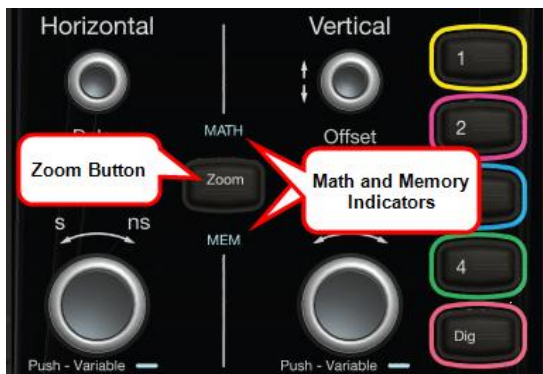 Horizontal
Vertical
1
MATH
2
Offset
Zoom Button
Zoom
Math and Memory
Indicators
s
ns
MEM
4
Dig
Push - Variable
Push - Variable